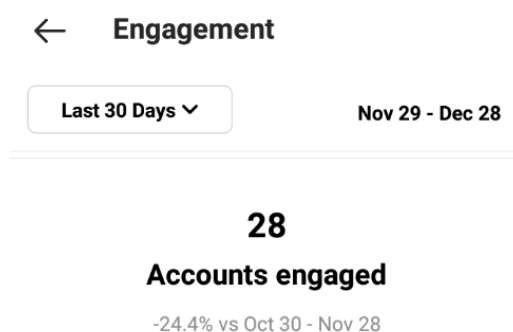 Engagement
Last 30 Days
Nov 29 - Dec 28
28
Accounts engaged
-24.4% vs Oct 30 - Nov 28